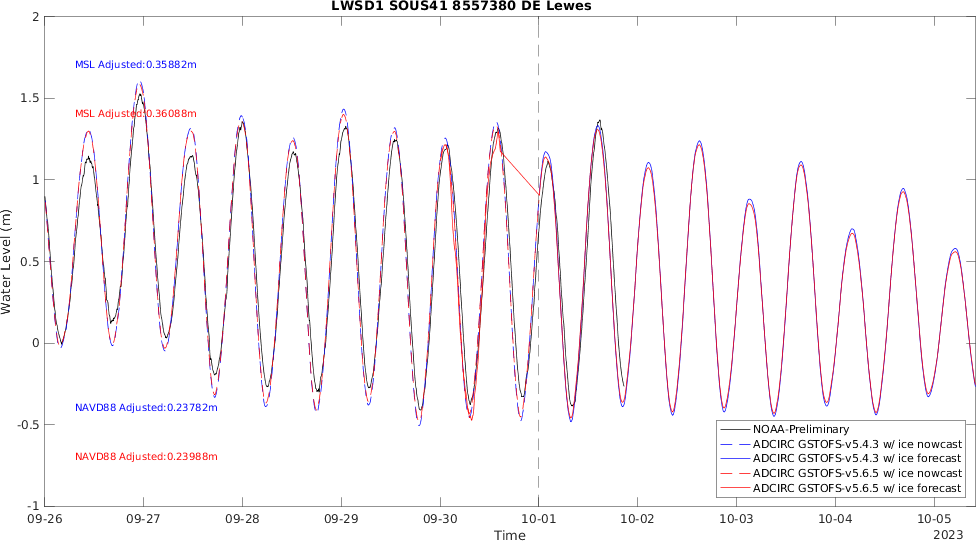 LWSD1 SOUS41 8557380 DE Lewes
2
1.5
1
0.5
0
-0.5
-1
Water Level (m)
MSL Adjusted:0.35882m
MSL Adjusted:0.36088m
NAVD88 Adjusted:0.23782m
NAVD88 Adjusted:0.23988m
NOAA-Preliminary
ADCIRC GSTOFS-v5.4.3 w/ ice nowcast
ADCIRC GSTOFS-v5.4.3 w/ ice forecast
ADCIRC GSTOFS-v5.6.5 w/ ice nowcast
ADCIRC GSTOFS-v5.6.5 w/ ice forecast
09-26 09-27 09-28 09-29 09-30 10-01 10-02 10-03 10-04 10-05
Time
2023